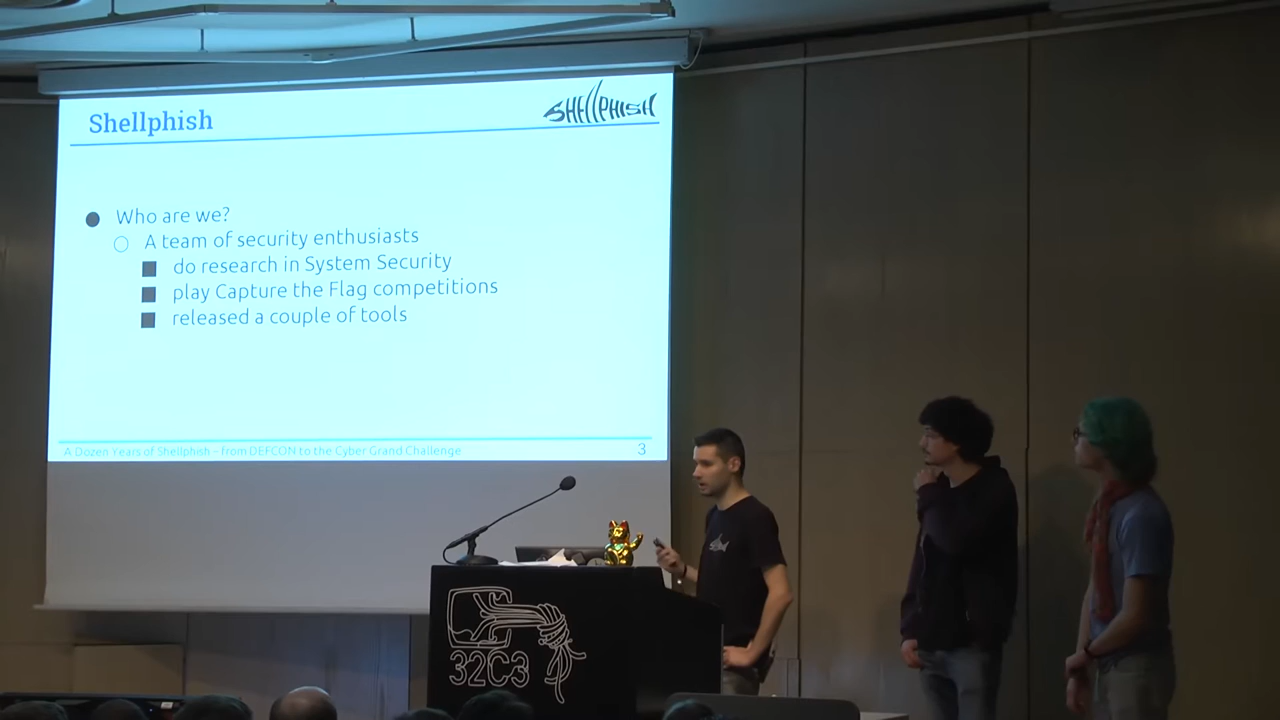 Shellphish
SHELLPHISH
Who are we?
A team of security enthusiasts
do research in System Security
play Capture the Flag competitions
released a couple of tools
A Dozen Years of Shellphish – from DEFCON to the Cyber Grand Challenge
3
32C3